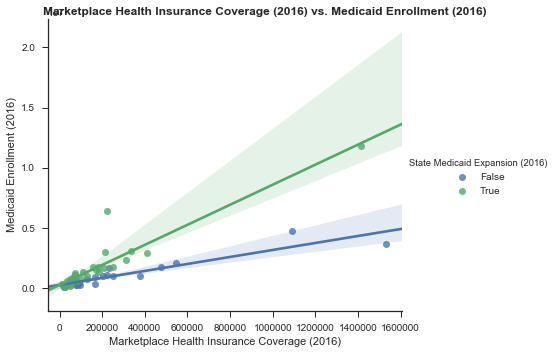 Marketplace Health Insurance Coverage (2016) vs. Medicaid Enrollment (2016)
2.0
1.5
1.0
0.5
0.0
Medicaid Enrollment (2016)
0 200000 400000 600000 800000 1000000 1200000 1400000 1600000
Marketplace Health Insurance Coverage (2016)
State Medicaid Expansion (2016)
False
True